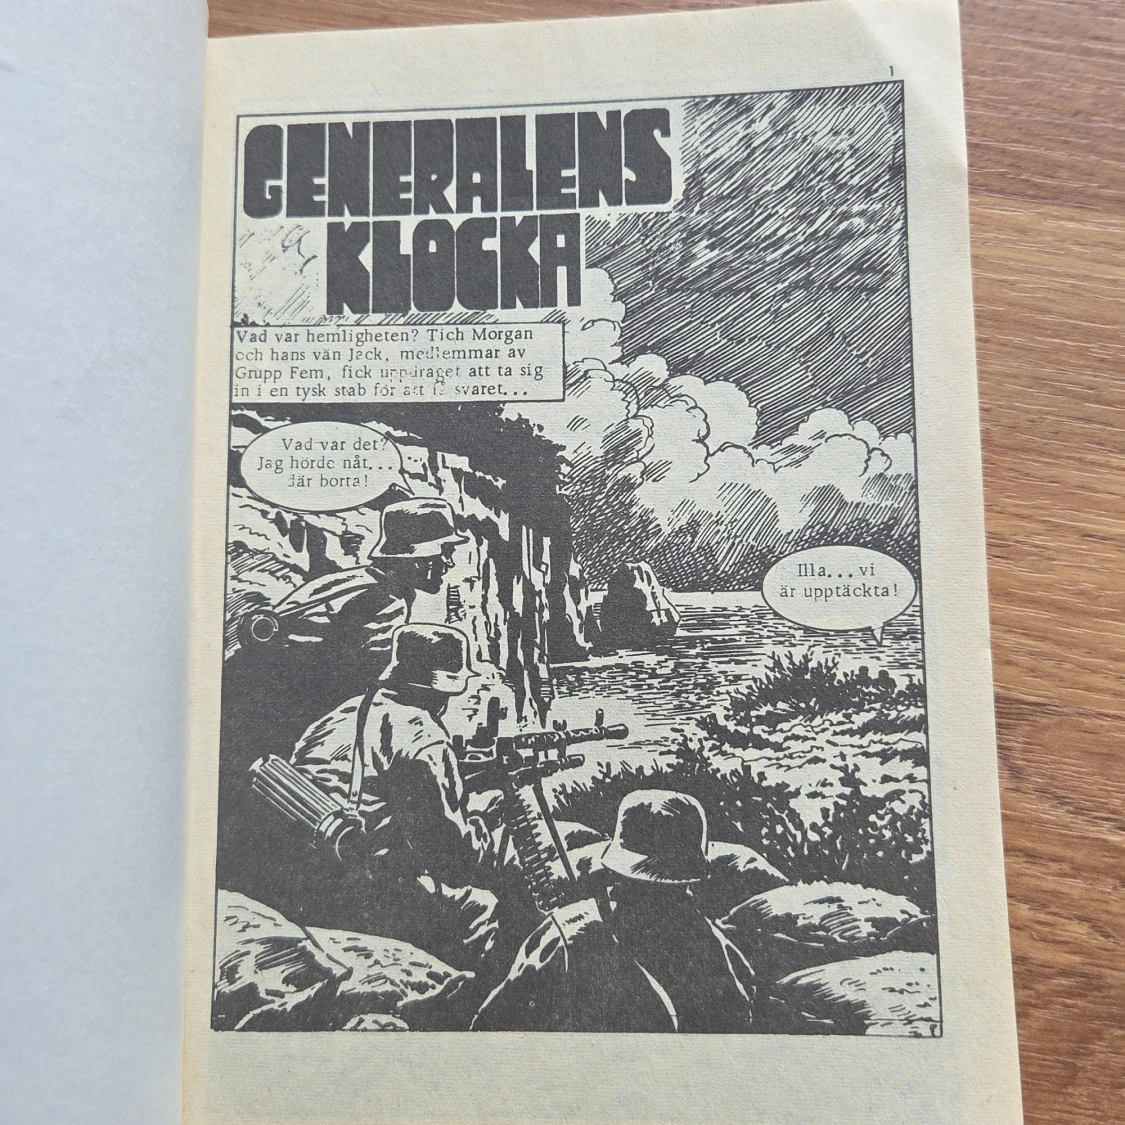 1
GENERALENS
KLOCKA
Vad var hemligheten? Tich Morgan
och hans vän Jack, medlemmar av
Grupp Fem, fick uppdraget att ta sig
in i en tysk stab för att få svaret...
Vad var det?
Jag hörde nåt...
där borta!
Illa... vi
är upptäckta!